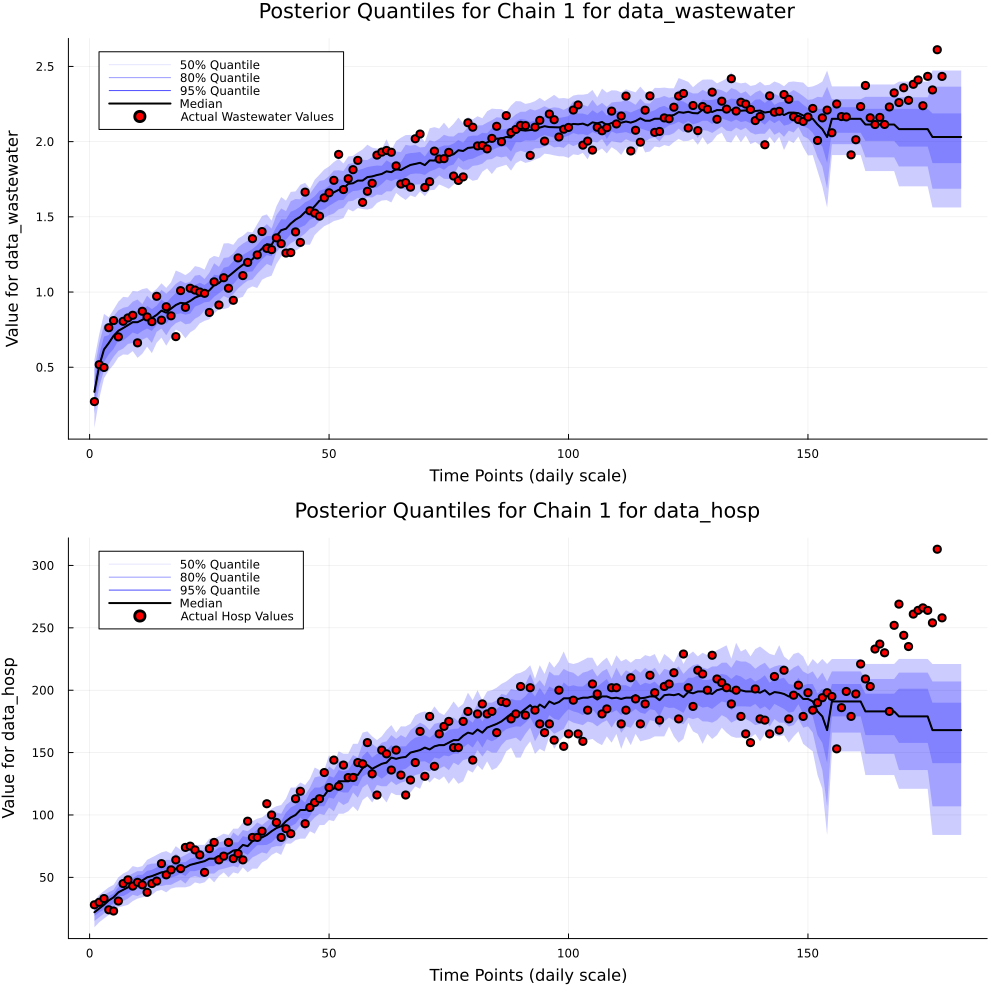 Posterior Quantiles for Chain 1 for data_wastewater
50% Quantile
80% Quantile
95% Quantile
Median
Actual Wastewater Values
Value for data_wastewater
2.5
2.0
1.5
1.0
0.5
0
50
100
150
Time Points (daily scale)
Posterior Quantiles for Chain 1 for data_hosp
50% Quantile
80% Quantile
95% Quantile
Median
Actual Hosp Values
Value for data_hosp
300
250
200
150
100
50
0
50
100
150
Time Points (daily scale)